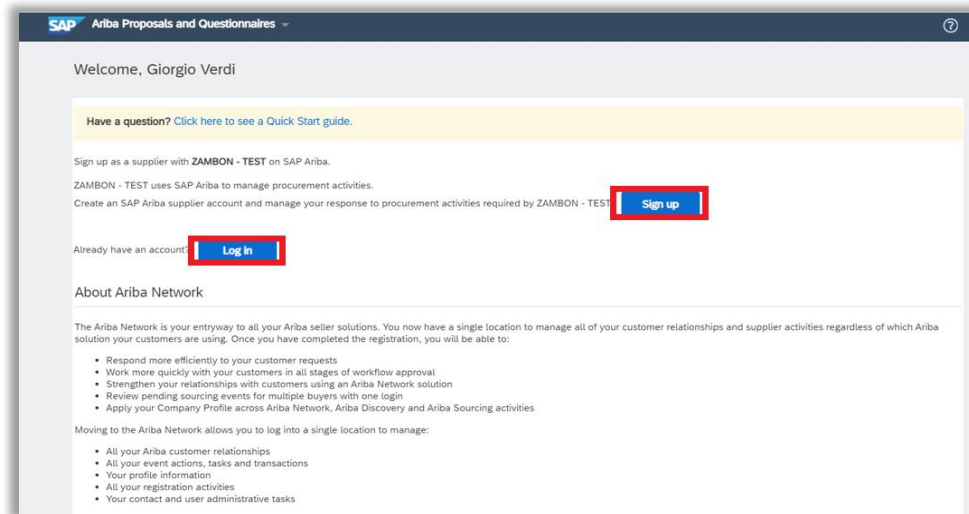 SAP Ariba Proposals and Questionnaires
?
Welcome, Giorgio Verdi
Have a question? Click here to see a Quick Start guide.
Sign up as a supplier with ZAMBON - TEST on SAP Ariba.
ZAMBON - TEST uses SAP Ariba to manage procurement activities.
Create an SAP Ariba supplier account and manage your response to procurement activities required by ZAMBON - TEST Sign up
Already have an account? Log in
About Ariba Network
The Ariba Network is your entryway to all your Ariba seller solutions. You now have a single location to manage all of your customer relationships and supplier activities regardless of which Ariba
solution your customers are using. Once you have completed the registration, you will be able to:
• Respond more efficiently to your customer requests
• Work more quickly with your customers in all stages of workflow approval
• Strengthen your relationships with customers using an Ariba Network solution
• Review pending sourcing events for multiple buyers with one login
• Apply your Company Profile across Ariba Network, Ariba Discovery and Ariba Sourcing activities
Moving to the Ariba Network allows you to log into a single location to manage:
• All your Ariba customer relationships
• All your event actions, tasks and transactions
• Your profile information
• All your registration activities
• Your contact and user administrative tasks